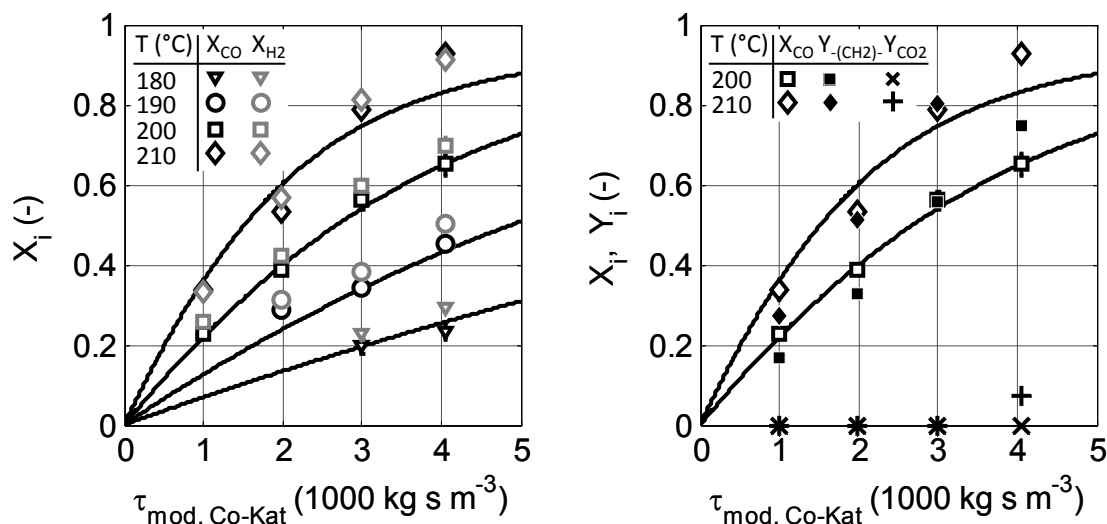 T (°C) X_CO X_H2
180
190
200
210
1
0.8
0.6
0.4
0.2
0
0 1 2 3 4 5
X_i (-)
τ_mod. Co-Kat (1000 kg s m⁻³)
T (°C) X_CO Y_-(CH2)- Y_CO2
200
210
1
0.8
0.6
0.4
0.2
0
0 1 2 3 4 5
X_i, Y_i (-)
τ_mod. Co-Kat (1000 kg s m⁻³)